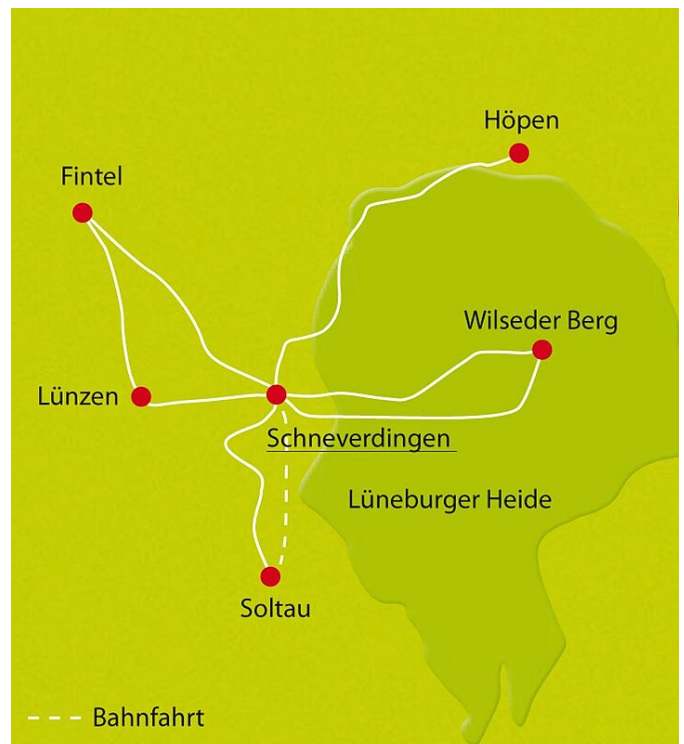 Höpen
Fintel
Wilseder Berg
Lünzen
Schneverdingen
Lüneburger Heide
Soltau
Bahnfahrt